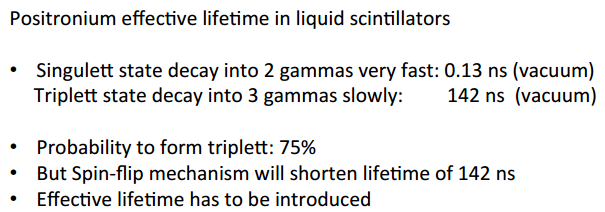 Positronium effective lifetime in liquid scintillators
• Singulett state decay into 2 gammas very fast: 0.13 ns (vacuum)
Triplett state decay into 3 gammas slowly: 142 ns (vacuum)
• Probability to form triplett: 75%
• But Spin-flip mechanism will shorten lifetime of 142 ns
• Effective lifetime has to be introduced